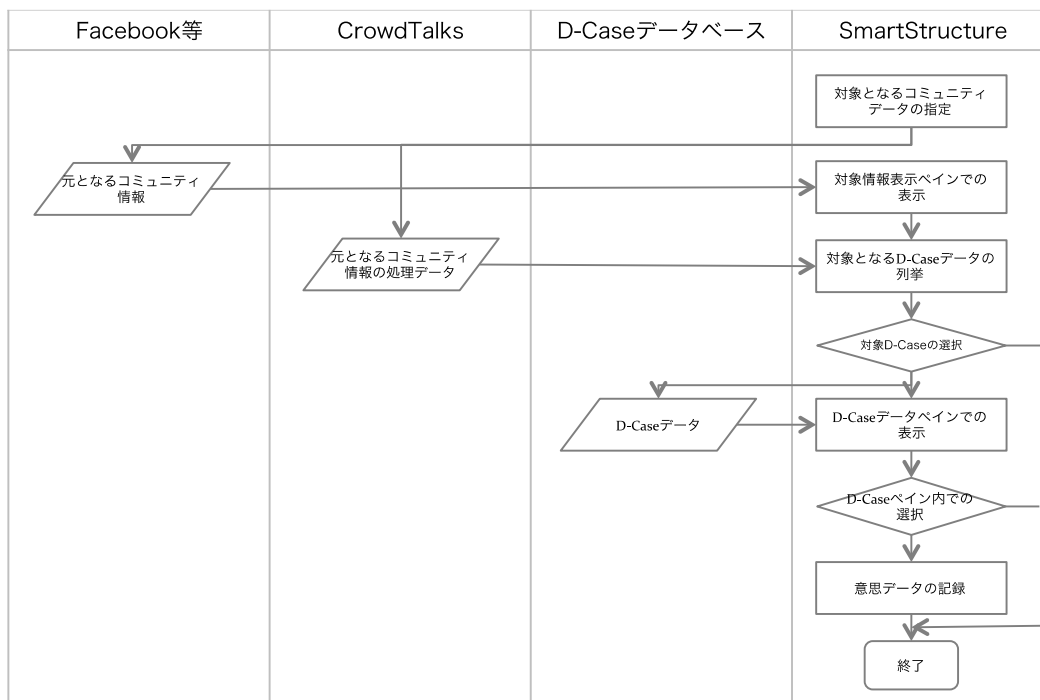 Facebook等
CrowdTalks
D-Caseデータベース
SmartStructure
対象となるコミュニティ
データの指定
元となるコミュニティ
情報
対象情報表示ペインでの
表示
元となるコミュニティ
情報の処理データ
対象となるD-Caseデータの
列挙
対象D-Caseの選択
D-Caseデータ
D-Caseデータペインでの
表示
D-Caseペイン内での
選択
意思データの記録
終了